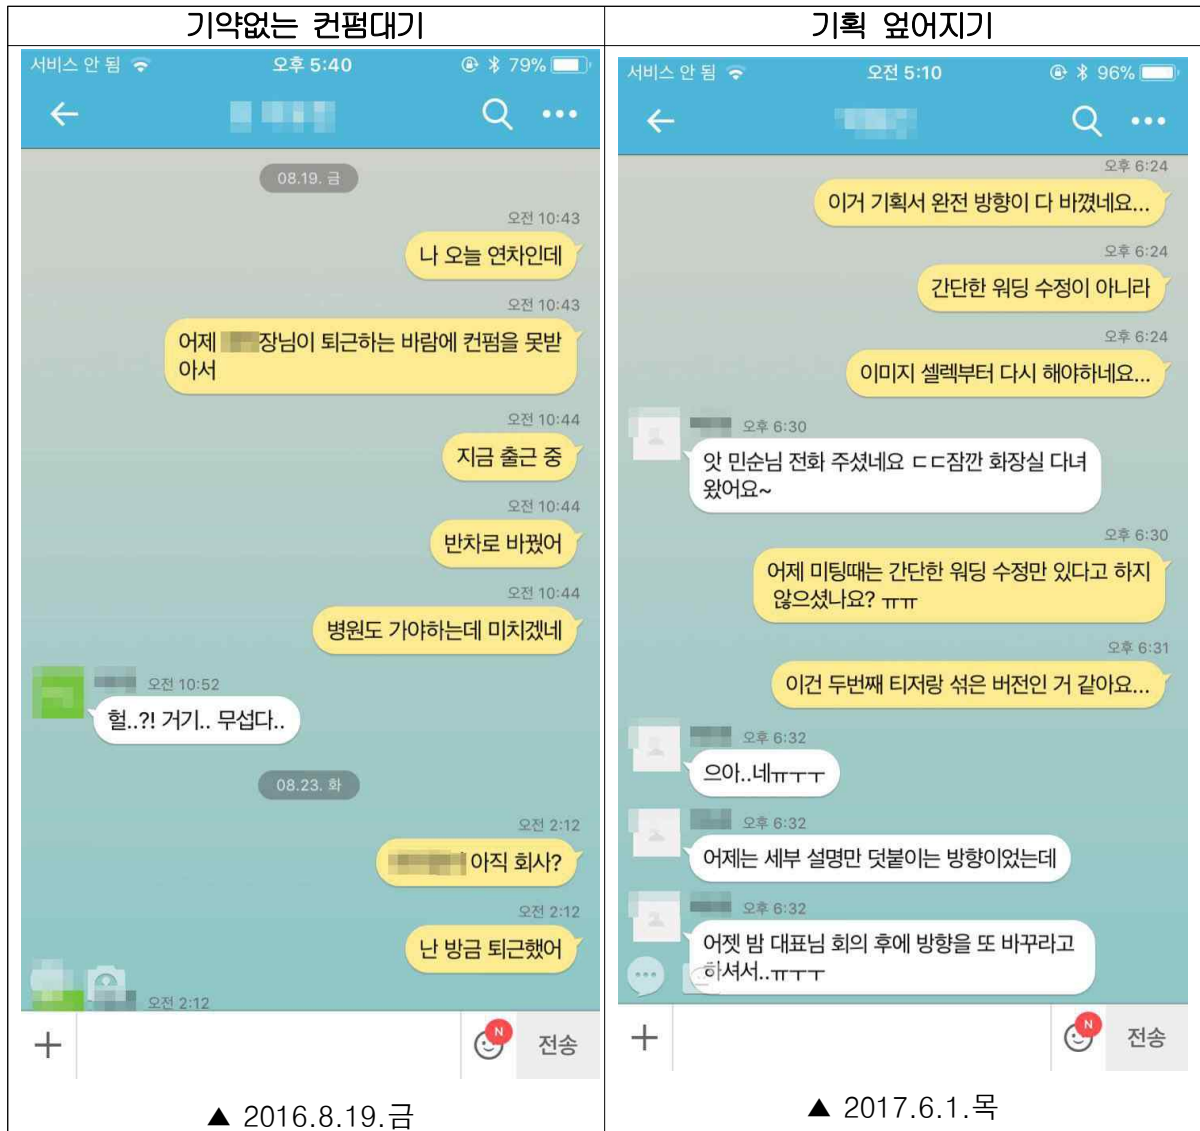 기약없는 컨펌대기
서비스 안 됨
오후 5:40
79%
08.19. 금
오전 10:43
나 오늘 연차인데
오전 10:43
어제 장님이 퇴근하는 바람에 컨펌을 못받
아서
오전 10:44
지금 출근 중
오전 10:44
반차로 바꿨어
오전 10:44
병원도 가야하는데 미치겠네
오전 10:52
헐..?! 거기.. 무섭다..
08.23. 화
오전 2:12
아직 회사?
오전 2:12
난 방금 퇴근했어
오전 2:12
N
전송
▲ 2016.8.19.금
기획 엎어지기
서비스 안 됨
오전 5:10
96%
오후 6:24
이거 기획서 완전 방향이 다 바꼈네요...
오후 6:24
간단한 워딩 수정이 아니라
오후 6:24
이미지 셀렉부터 다시 해야하네요...
오후 6:30
앗 민순님 전화 주셨네요 ㄷㄷ잠깐 화장실 다녀
왔어요~
오후 6:30
어제 미팅때는 간단한 워딩 수정만 있다고 하지
않으셨나요? ㅠㅠ
오후 6:31
이건 두번째 티저랑 섞은 버전인 거 같아요...
오후 6:32
으아..네ㅠㅜㅜ
오후 6:32
어제는 세부 설명만 덧붙이는 방향이었는데
오후 6:32
어젯 밤 대표님 회의 후에 방향을 또 바꾸라고
하셔서..ㅠㅜㅜ
N
전송
▲ 2017.6.1.목